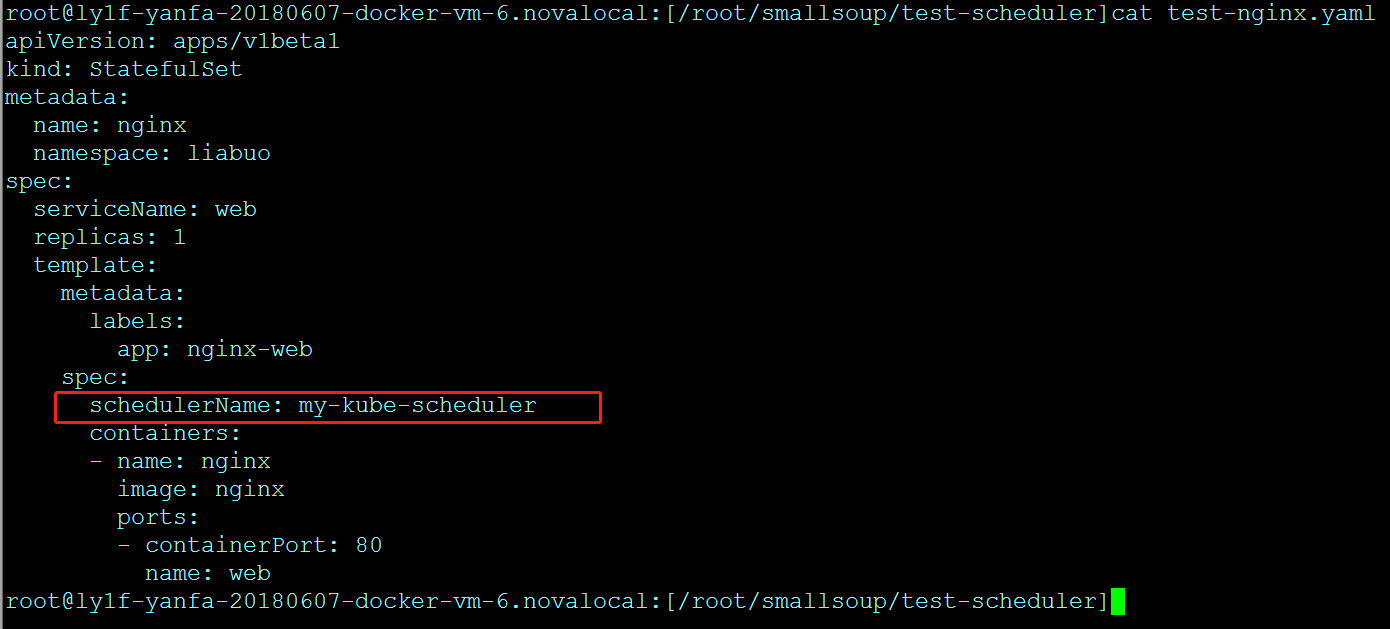 root@ly1f-yanfa-20180607-docker-vm-6.novalocal:[/root/smallsoup/test-scheduler]cat test-nginx.yaml
apiVersion: apps/v1beta1
kind: StatefulSet
metadata:
  name: nginx
  namespace: liabuo
spec:
  serviceName: web
  replicas: 1
  template:
    metadata:
      labels:
        app: nginx-web
    spec:
      schedulerName: my-kube-scheduler
      containers:
      - name: nginx
        image: nginx
        ports:
        - containerPort: 80
          name: web
root@ly1f-yanfa-20180607-docker-vm-6.novalocal:[/root/smallsoup/test-scheduler]